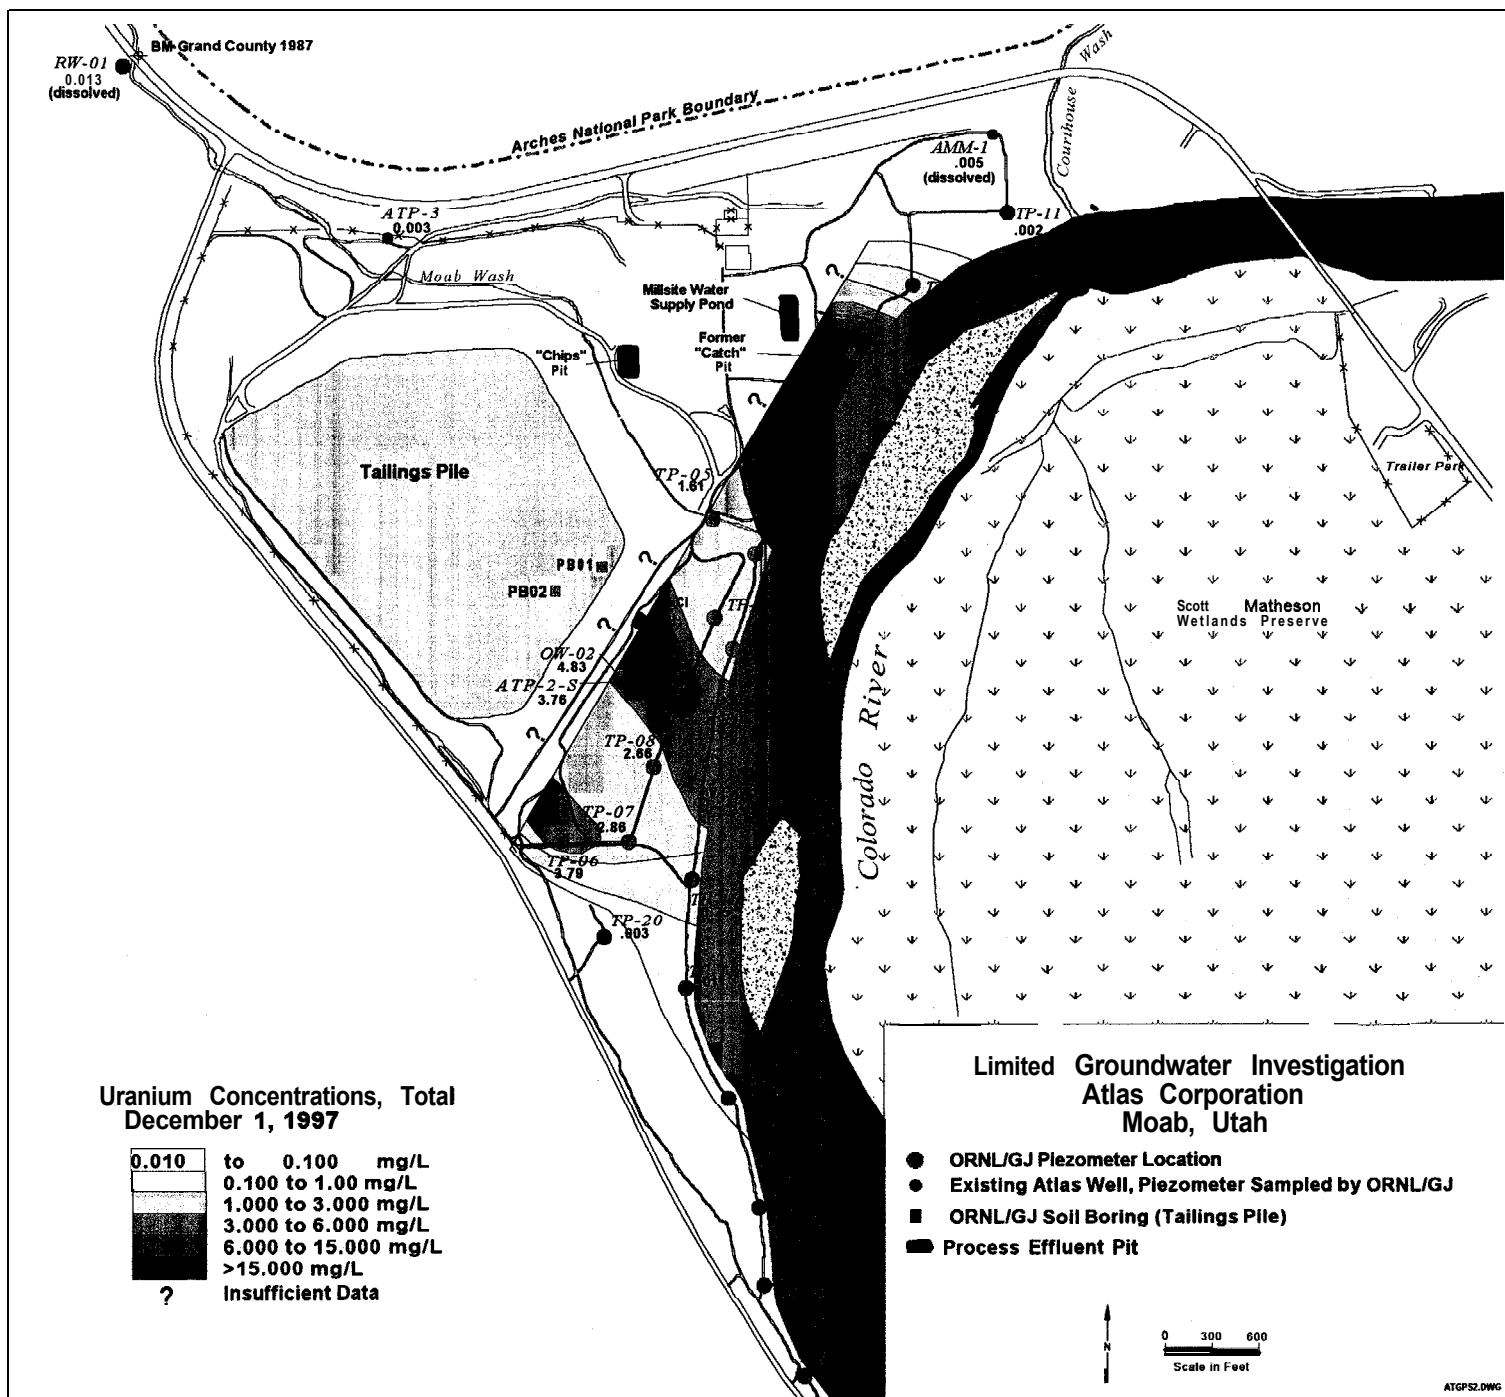 BM-Grand County 1987
RW-01
0.013
(dissolved)
Arches National Park Boundary
Courthouse Wash
AMM-1
.005
(dissolved)
ATP-3
0.003
TP-11
.002
Moab Wash
?
Millsite Water
Supply Pond
"Chips"
Pit
Former
"Catch"
Pit
?
Tailings Pile
TP-05
1.61
Trailer Park
?
PB01
PB02
?
Scott Matheson
Wetlands Preserve
OW-02
4.83
ATP-2-S
3.76
Colorado River
?
TP-08
2.66
TP-07
2.86
TP-06
3.79
TP-20
.003
Uranium Concentrations, Total
December 1, 1997
0.010 to 0.100 mg/L
0.100 to 1.00 mg/L
1.000 to 3.000 mg/L
3.000 to 6.000 mg/L
6.000 to 15.000 mg/L
>15.000 mg/L
? Insufficient Data
Limited Groundwater Investigation
Atlas Corporation
Moab, Utah
ORNL/GJ Piezometer Location
Existing Atlas Well, Piezometer Sampled by ORNL/GJ
ORNL/GJ Soil Boring (Tailings Pile)
Process Effluent Pit
N
0 300 600
Scale in Feet
ATGPS2.DWG